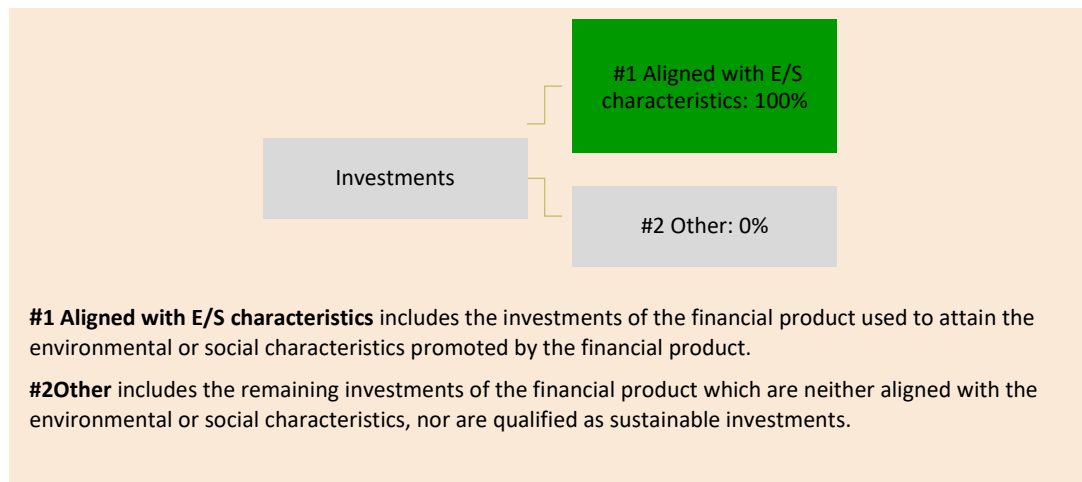 #1 Aligned with E/S
characteristics: 100%
Investments
#2 Other: 0%
#1 Aligned with E/S characteristics includes the investments of the financial product used to attain the
environmental or social characteristics promoted by the financial product.
#2Other includes the remaining investments of the financial product which are neither aligned with the
environmental or social characteristics, nor are qualified as sustainable investments.